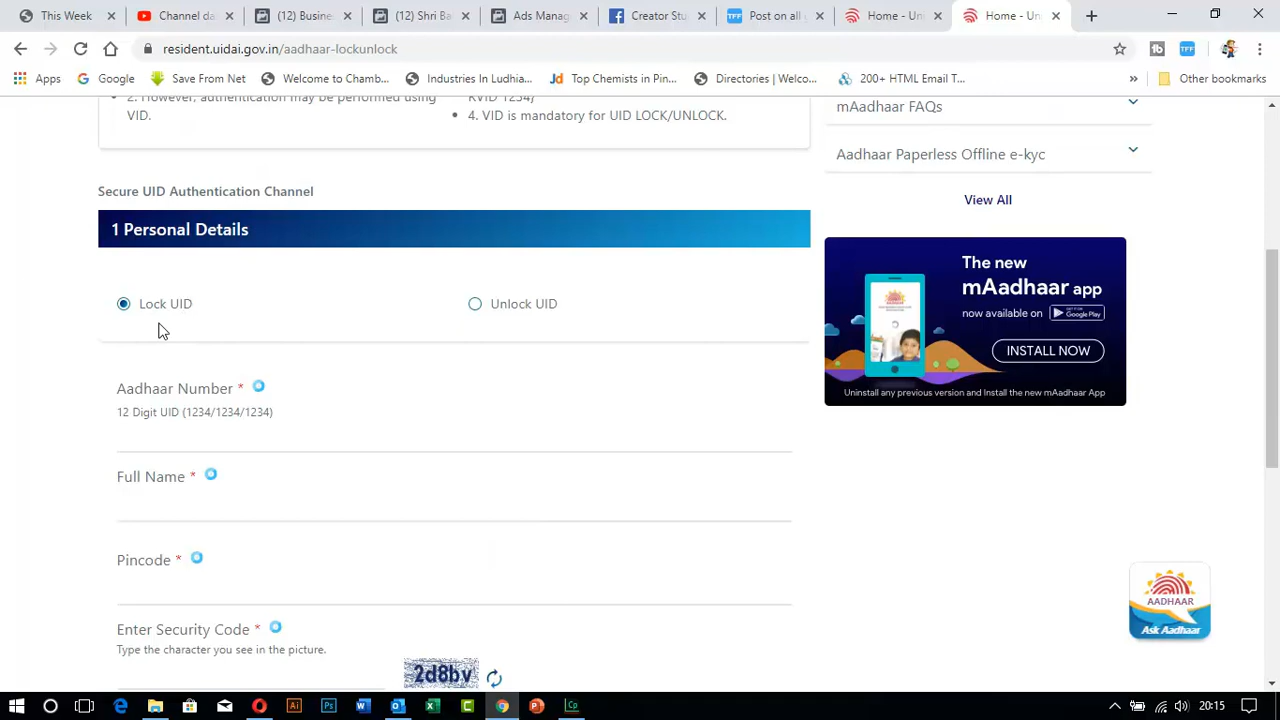 This Week
Channel da
(12) Busine
(12) Shri Ba
Ads Manag
Creator Stu
Post on all
Home - Uni
Home - Uni
resident.uidai.gov.in/aadhaar-lockunlock
Apps
Google
Save From Net
Welcome to Chamb...
Industries In Ludhia...
Top Chemists in Pin...
Directories | Welco...
200+ HTML Email T...
»
Other bookmarks
2. However, authentication may be performed using
VID.
RVID 1234)
4. VID is mandatory for UID LOCK/UNLOCK.
mAadhaar FAQs
Aadhaar Paperless Offline e-kyc
View All
Secure UID Authentication Channel
1 Personal Details
Lock UID
Unlock UID
The new
mAadhaar app
now available on Google Play
INSTALL NOW
Uninstall any previous version and Install the new mAadhaar App
Aadhaar Number *
12 Digit UID (1234/1234/1234)
Full Name *
Pincode *
Enter Security Code *
Type the character you see in the picture.
2d8bv
AADHAAR
Ask Aadhaar
20:15